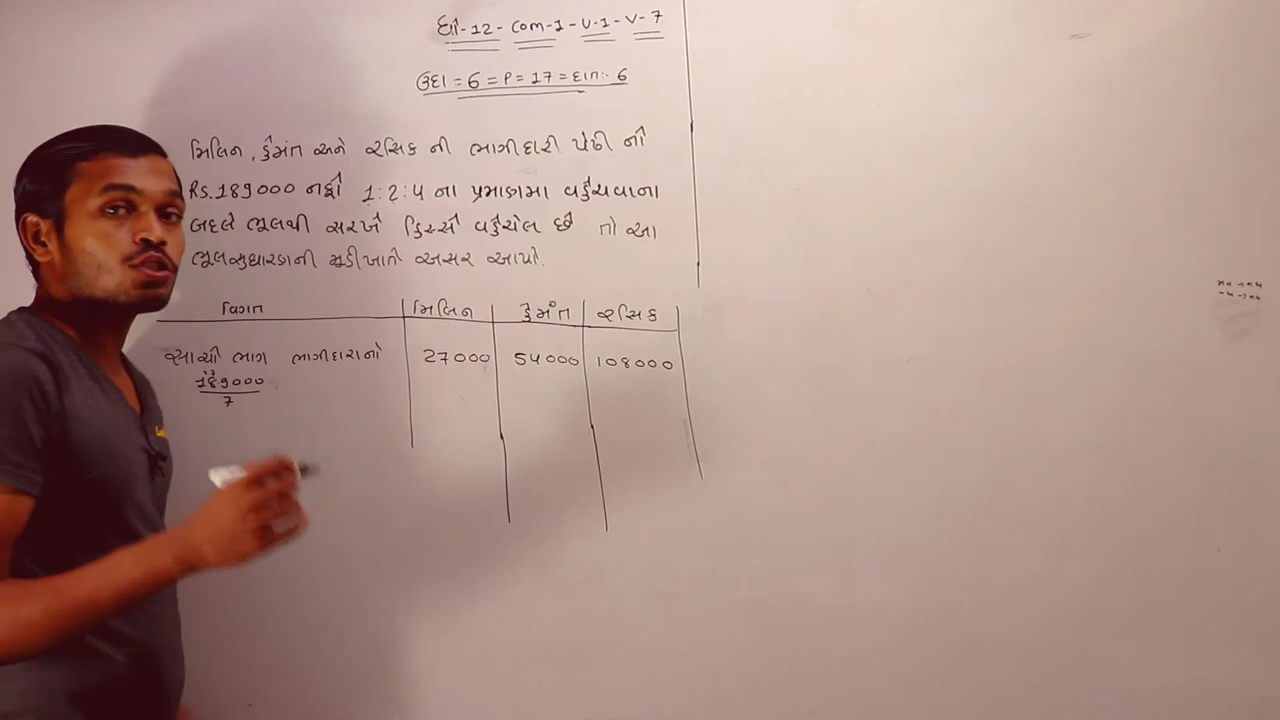 ધો-12-Com-1-U-1-V-7
ઉદા = 6 = P = 17 = દાન:- 6
મિલિન, હેમંત અને રસિક ની ભાગીદારી પેઢી નો
Rs.189000 નફો 1:2:4 ના પ્રમાણમા વહેંચવાના
બદલે ભૂલથી સરખે હિસ્સે વહેંચેલ છે તો આ
ભૂલસુધારણાની મૂડીખાતે અસર આપો.
વિગત મિલિન હેમંત રસિક
સાચો ભાગ ભાગીદારોનો 27000 54000 108000
189000
7